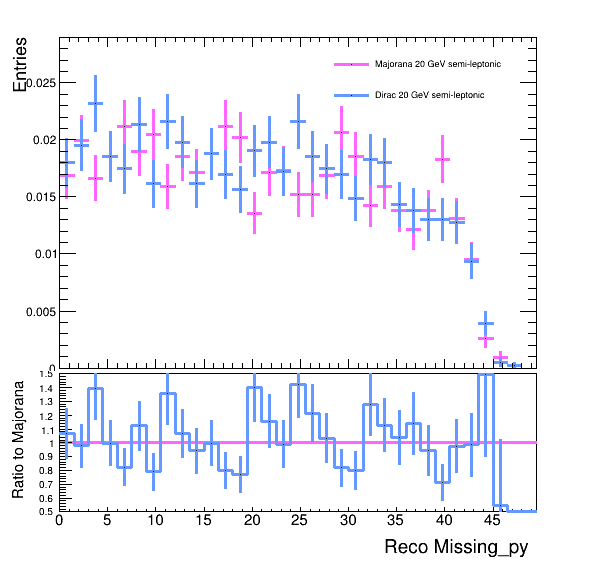 Entries
0.025
0.02
0.015
0.01
0.005
0
Majorana 20 GeV semi-leptonic
Dirac 20 GeV semi-leptonic
Ratio to Majorana
1.5
1.4
1.3
1.2
1.1
1
0.9
0.8
0.7
0.6
0.5
0 5 10 15 20 25 30 35 40 45
Reco Missing_py